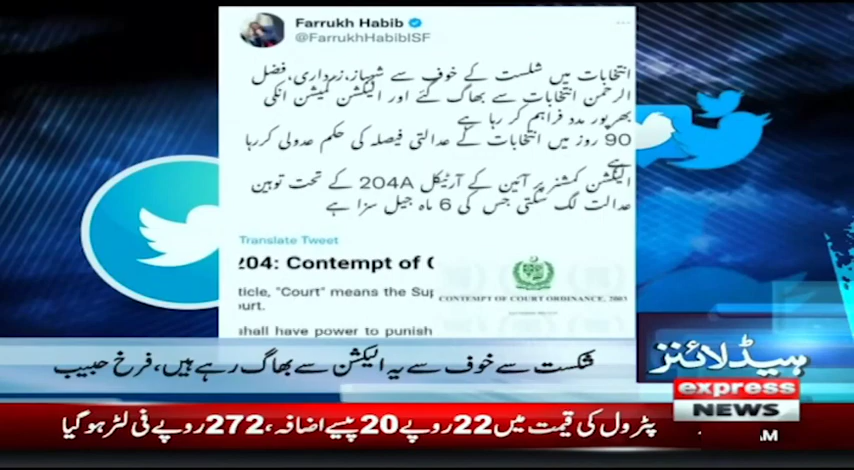 Farrukh Habib
@FarrukhHabibISF
انتخابات میں شکست کے خوف سے شہباز،زرداری،فضل
الرحمن انتخابات سے بھاگ گئے اور الیکشن کمیشن انکی
بھرپور مدد فراہم کر رہا ہے
90 روز میں انتخابات کے عدالتی فیصلہ کی حکم عدولی کررہا
ہے
الیکشن کمشنر پر آئین کے آرٹیکل 204A کے تحت توہین
عدالت لگ سکتی جس کی 6 ماہ جیل سزا ہے
Translate Tweet
204: Contempt of C
ticle, "Court" means the Sup
ourt.
shall have power to punish
CONTEMPT OF COURT ORDINANCE, 2003
شکست سے خوف سے یہ الیکشن سے بھاگ رہے ہیں، فرخ حبیب
ہیڈلائنز
express
NEWS
پٹرول کی قیمت میں 22 روپے 20 پیسے اضافہ، 272 روپے فی لٹر ہو گیا
AM